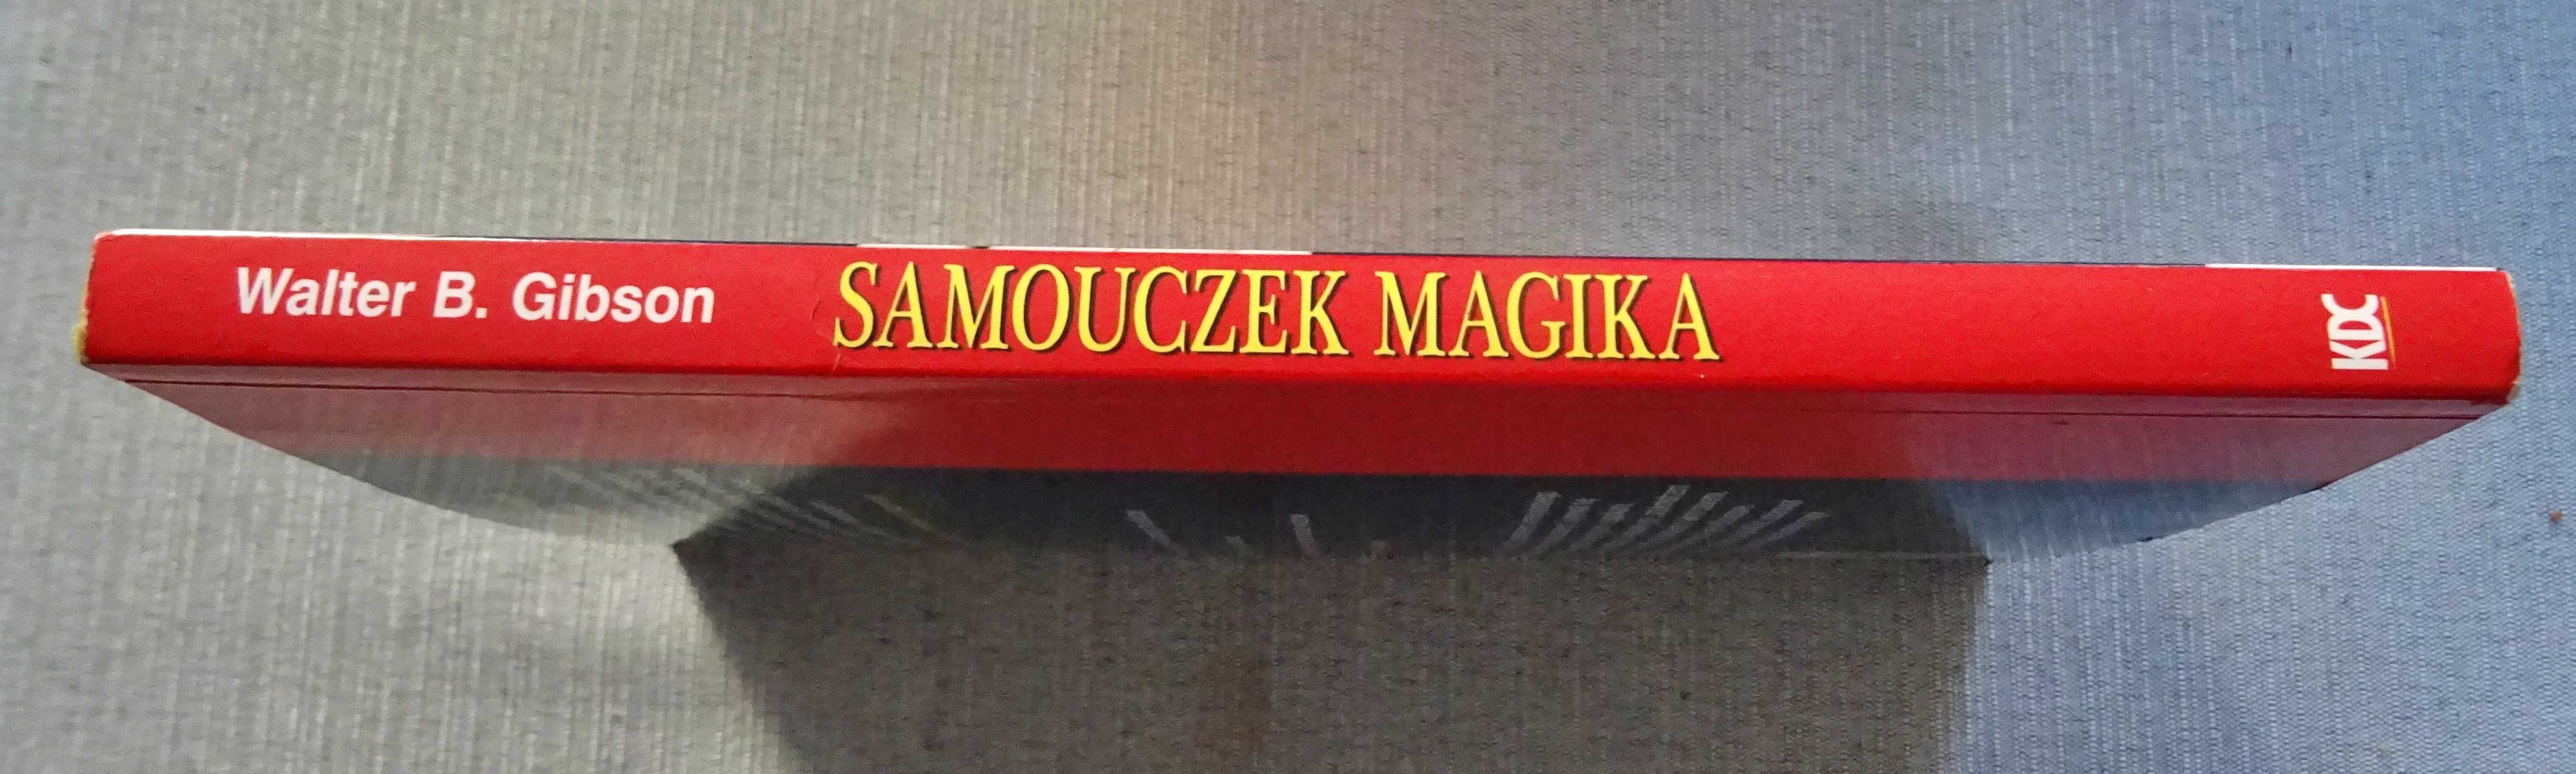 Walter B. Gibson SAMOUCZEK MAGIKA KDC